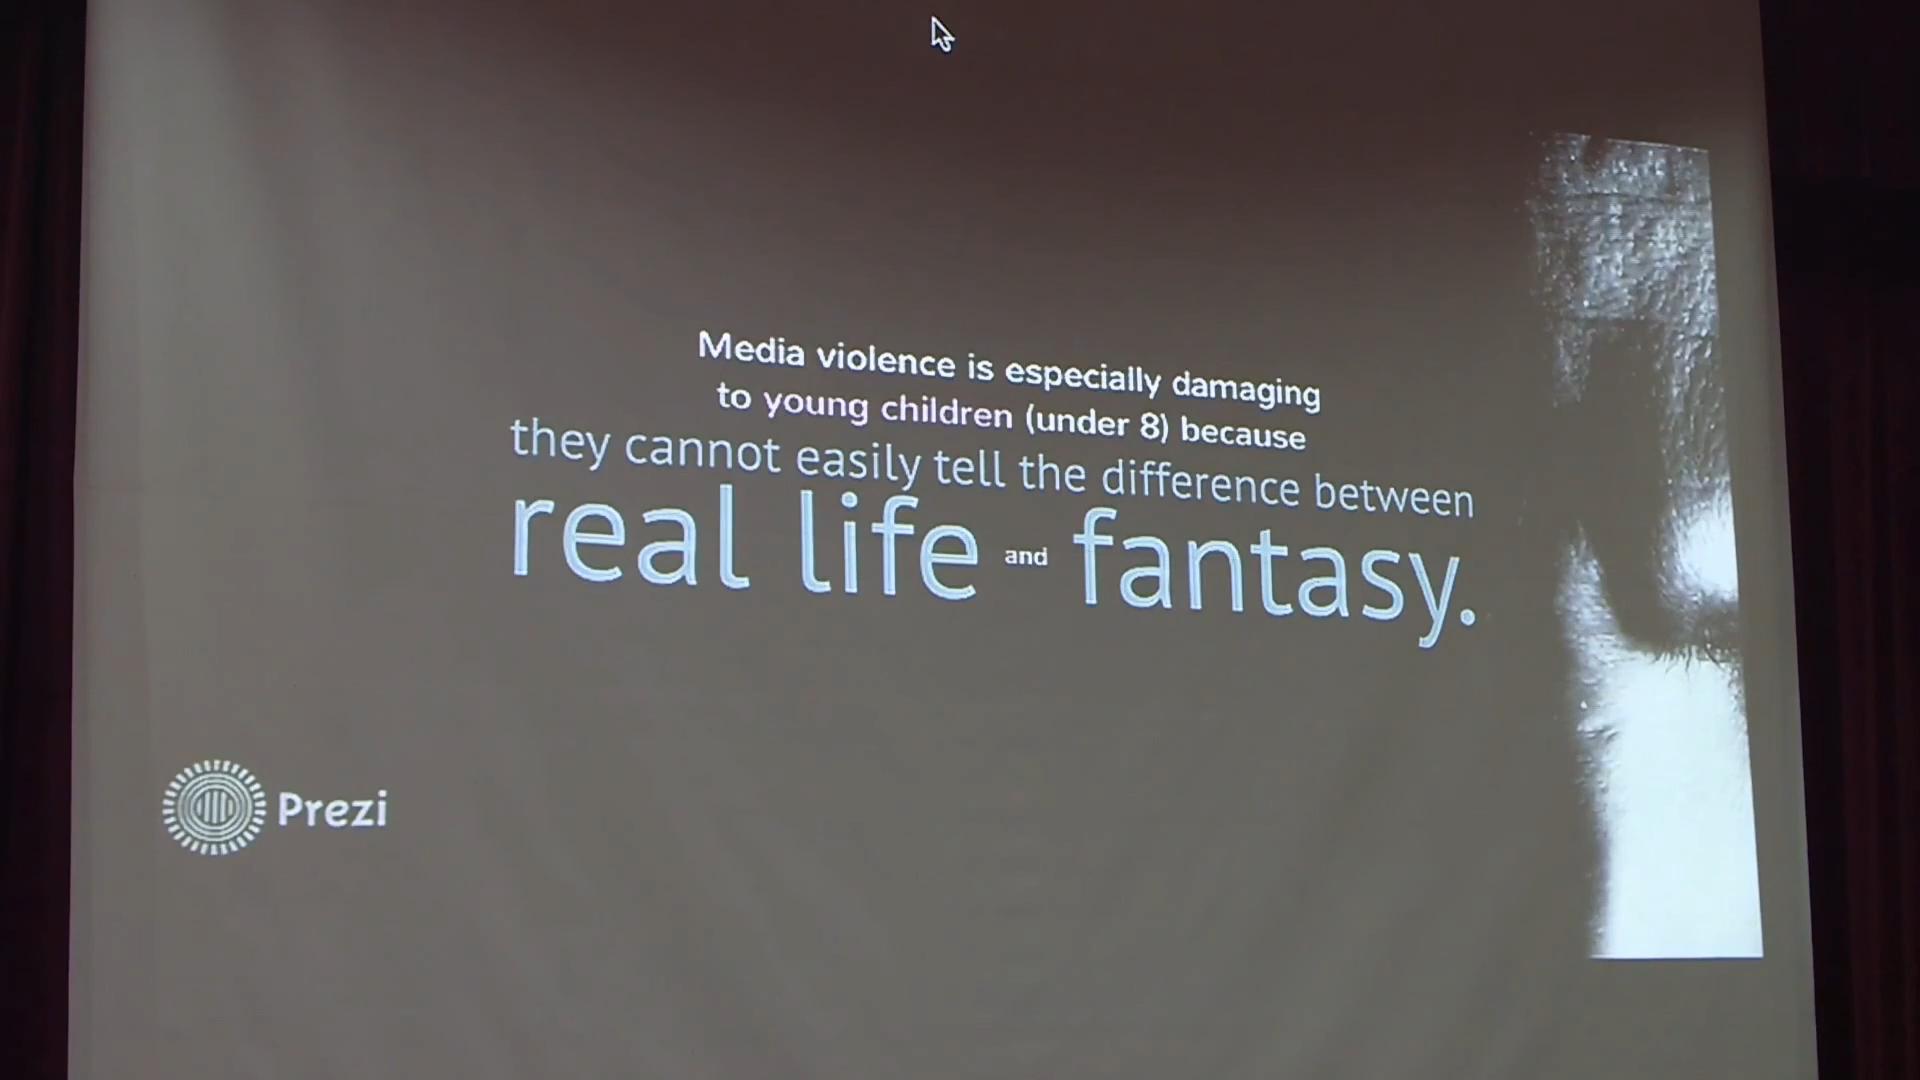 Media violence is especially damaging
to young children (under 8) because
they cannot easily tell the difference between
real life and fantasy.
Prezi